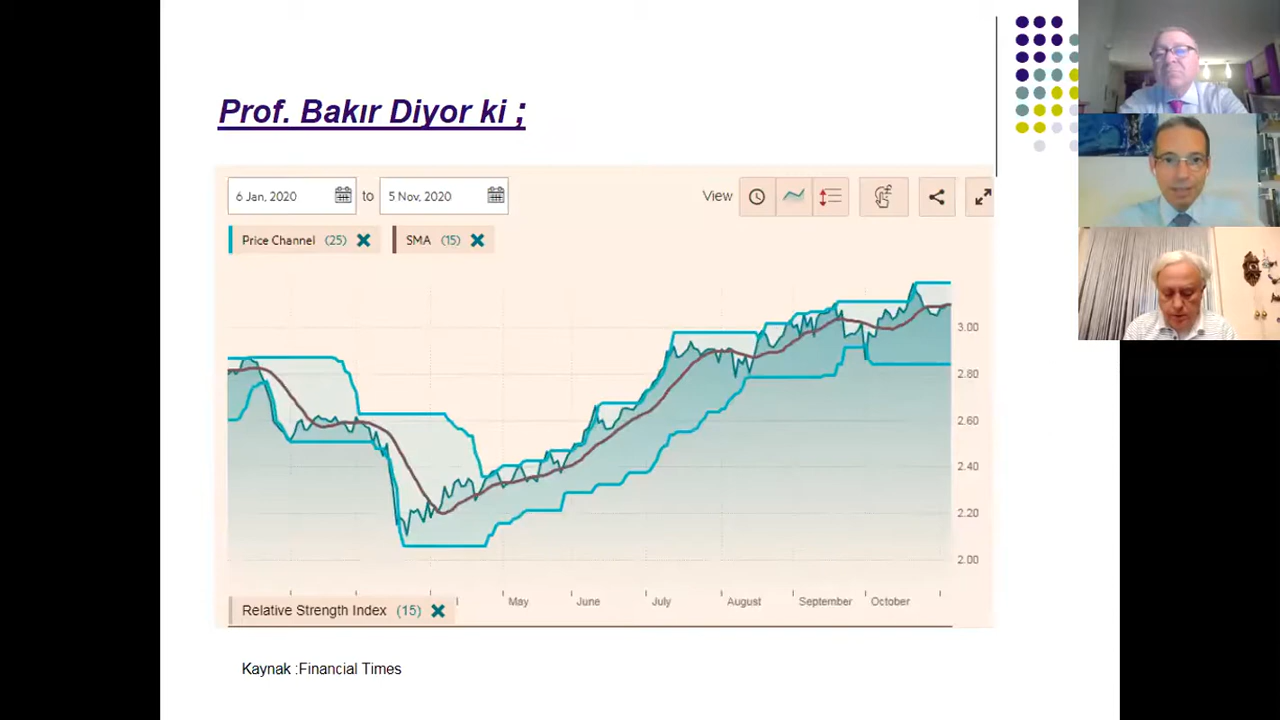 Prof. Bakır Diyor ki ;
6 Jan, 2020 to 5 Nov, 2020 View
Price Channel (25) SMA (15)
3.00
2.80
2.60
2.40
2.20
2.00
May June July August September October
Relative Strength Index (15)
Kaynak :Financial Times